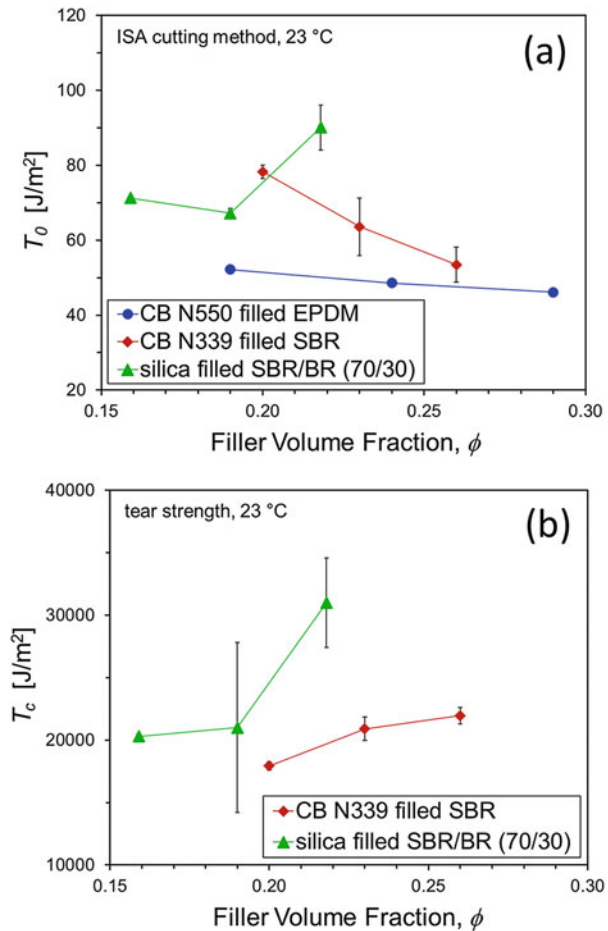 ISA cutting method, 23 °C
(a)
120
100
80
60
40
20
T₀ [J/m²]
CB N550 filled EPDM
CB N339 filled SBR
silica filled SBR/BR (70/30)
0.15 0.20 0.25 0.30
Filler Volume Fraction, ϕ
tear strength, 23 °C
(b)
40000
30000
20000
10000
T_c [J/m²]
CB N339 filled SBR
silica filled SBR/BR (70/30)
0.15 0.20 0.25 0.30
Filler Volume Fraction, ϕ